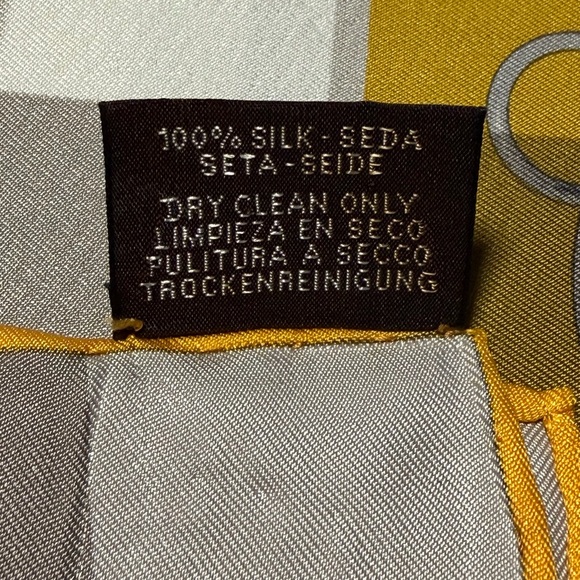 100% SILK - SEDA
SETA - SEIDE
DRY CLEAN ONLY
LIMPIEZA EN SECO
PULITURA A SECCO
TROCKENREINIGUNG